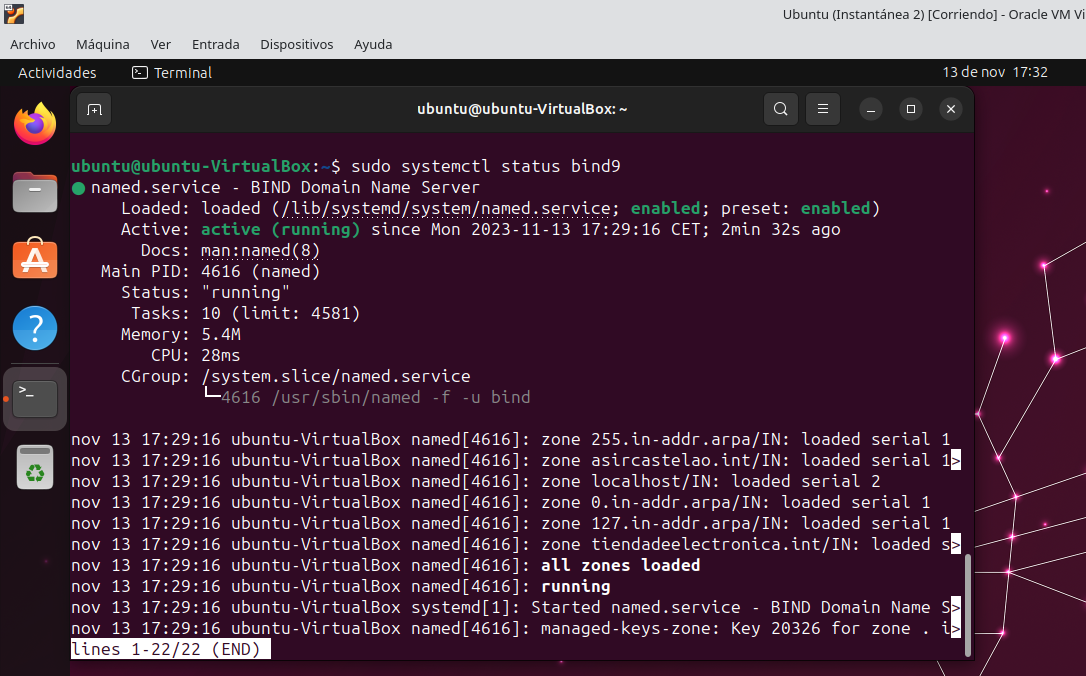 Ubuntu (Instantánea 2) [Corriendo] - Oracle VM Vi
Archivo Máquina Ver Entrada Dispositivos Ayuda
Actividades Terminal 13 de nov 17:32
ubuntu@ubuntu-VirtualBox: ~
ubuntu@ubuntu-VirtualBox:~$ sudo systemctl status bind9
● named.service - BIND Domain Name Server
Loaded: loaded (/lib/systemd/system/named.service; enabled; preset: enabled)
Active: active (running) since Mon 2023-11-13 17:29:16 CET; 2min 32s ago
Docs: man:named(8)
Main PID: 4616 (named)
Status: "running"
Tasks: 10 (limit: 4581)
Memory: 5.4M
CPU: 28ms
CGroup: /system.slice/named.service
└─4616 /usr/sbin/named -f -u bind
nov 13 17:29:16 ubuntu-VirtualBox named[4616]: zone 255.in-addr.arpa/IN: loaded serial 1
nov 13 17:29:16 ubuntu-VirtualBox named[4616]: zone asircastelao.int/IN: loaded serial 1>
nov 13 17:29:16 ubuntu-VirtualBox named[4616]: zone localhost/IN: loaded serial 2
nov 13 17:29:16 ubuntu-VirtualBox named[4616]: zone 0.in-addr.arpa/IN: loaded serial 1
nov 13 17:29:16 ubuntu-VirtualBox named[4616]: zone 127.in-addr.arpa/IN: loaded serial 1
nov 13 17:29:16 ubuntu-VirtualBox named[4616]: zone tiendadeelectronica.int/IN: loaded s>
nov 13 17:29:16 ubuntu-VirtualBox named[4616]: all zones loaded
nov 13 17:29:16 ubuntu-VirtualBox named[4616]: running
nov 13 17:29:16 ubuntu-VirtualBox systemd[1]: Started named.service - BIND Domain Name S>
nov 13 17:29:16 ubuntu-VirtualBox named[4616]: managed-keys-zone: Key 20326 for zone . i>
lines 1-22/22 (END)